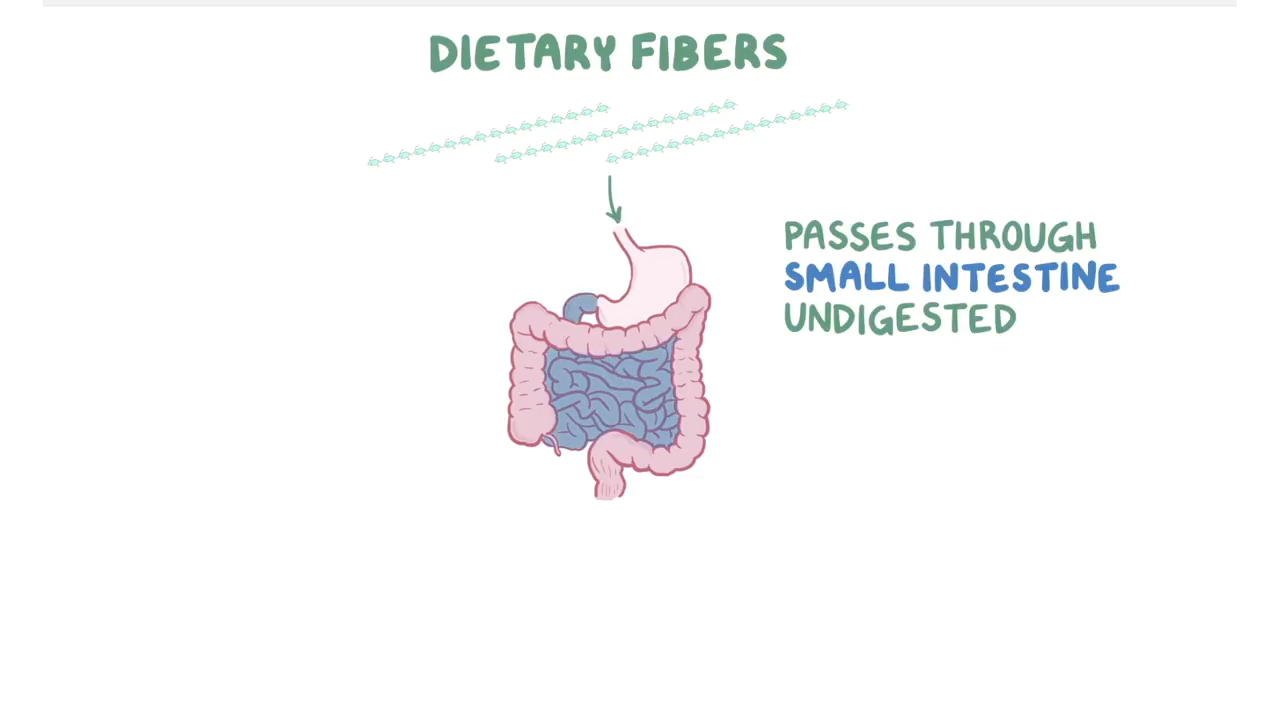 DIETARY FIBERS
PASSES THROUGH
SMALL INTESTINE
UNDIGESTED